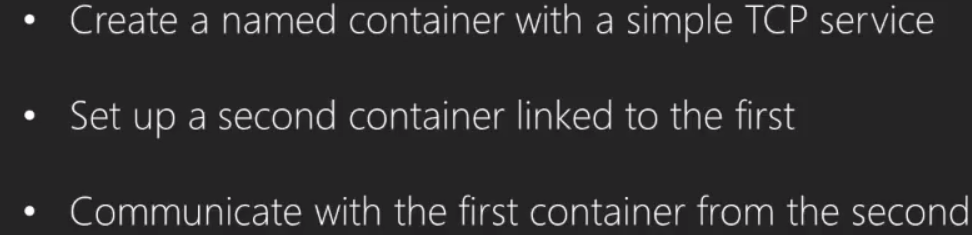 • Create a named container with a simple TCP service
• Set up a second container linked to the first
• Communicate with the first container from the second